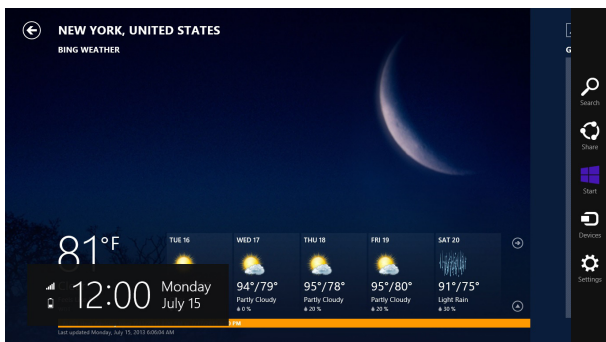 NEW YORK, UNITED STATES
BING WEATHER
G
Search
Share
Start
Devices
Settings
81°F
TUE 16
WED 17
THU 18
FRI 19
SAT 20
94°/79°
95°/78°
95°/80°
91°/75°
Partly Cloudy
Partly Cloudy
Partly Cloudy
Light Rain
0 %
20 %
20 %
30 %
12:00
Monday
July 15
PM
Last updated Monday, July 15, 2013 6:06:04 AM